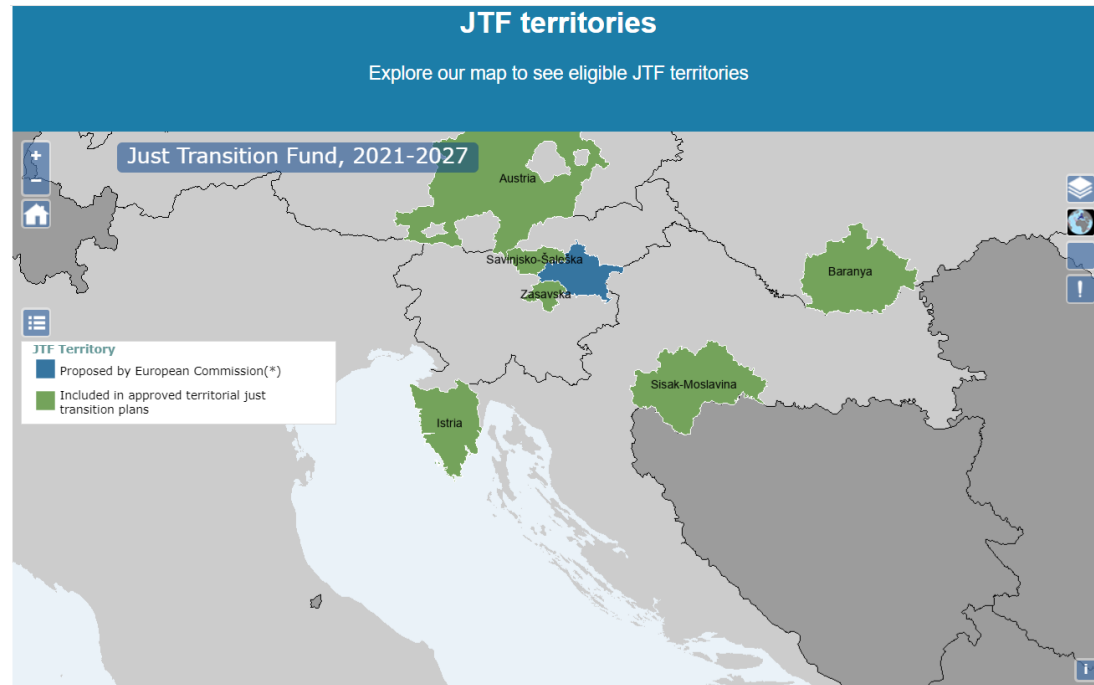 JTF territories
Explore our map to see eligible JTF territories
+
Just Transition Fund, 2021-2027
−
Austria
Savinjsko-Šaleška
Baranya
Zasavska
!
JTF Territory
Proposed by European Commission(*)
Included in approved territorial just
transition plans
Sisak-Moslavina
Istria
i